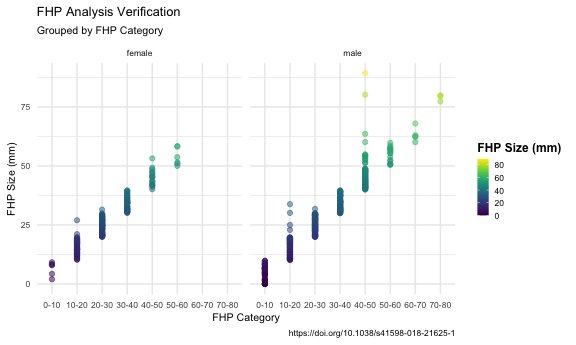 FHP Analysis Verification
Grouped by FHP Category
female
male
FHP Size (mm)
75
50
25
0
0-10 10-20 20-30 30-40 40-50 50-60 60-70 70-80
0-10 10-20 20-30 30-40 40-50 50-60 60-70 70-80
FHP Category
FHP Size (mm)
80
60
40
20
0
https://doi.org/10.1038/s41598-018-21625-1